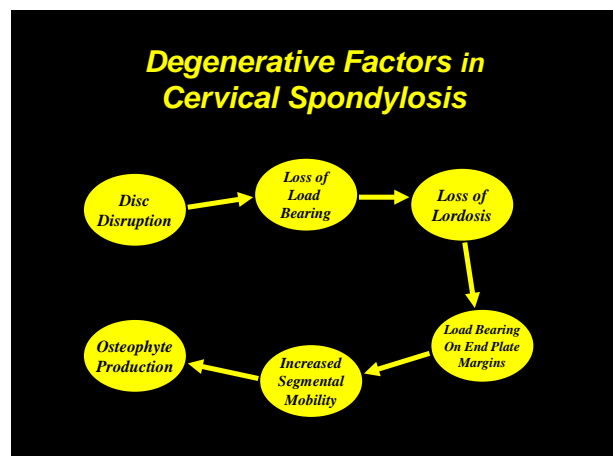 Degenerative Factors in
Cervical Spondylosis
Disc
Disruption
Loss of
Load
Bearing
Loss of
Lordosis
Load Bearing
On End Plate
Margins
Increased
Segmental
Mobility
Osteophyte
Production